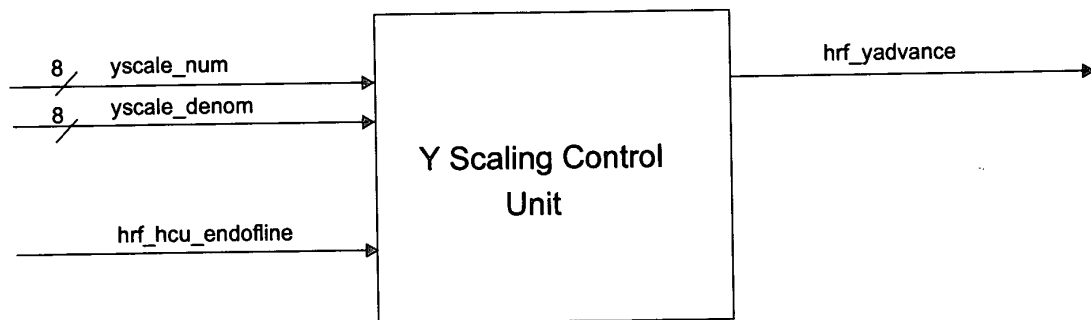 8 yscale_num
8 yscale_denom
hrf_hcu_endofline
Y Scaling Control
Unit
hrf_yadvance